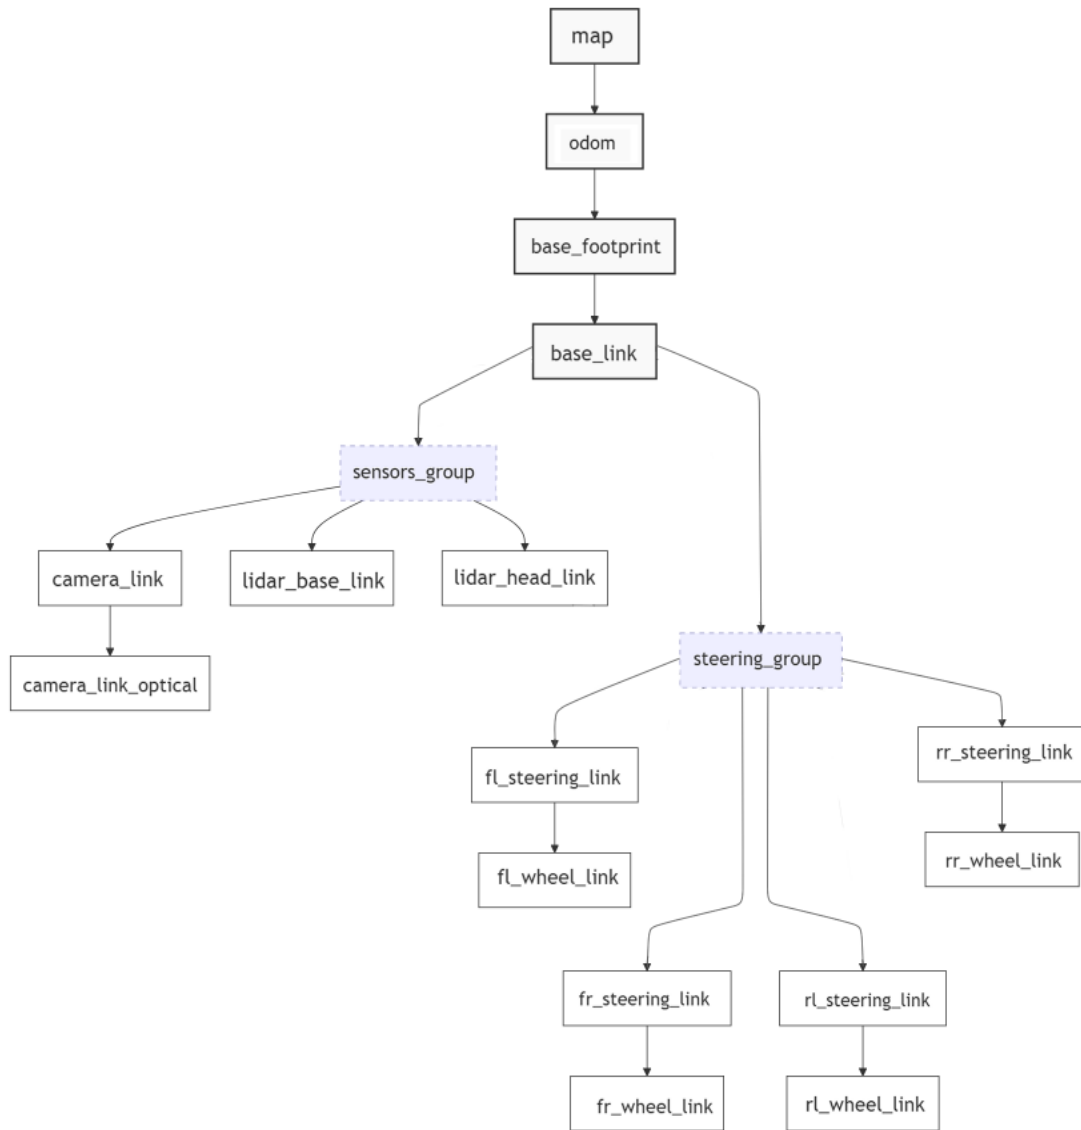 map
odom
base_footprint
base_link
sensors_group
camera_link
lidar_base_link
lidar_head_link
camera_link_optical
steering_group
fl_steering_link
rr_steering_link
fl_wheel_link
rr_wheel_link
fr_steering_link
rl_steering_link
fr_wheel_link
rl_wheel_link